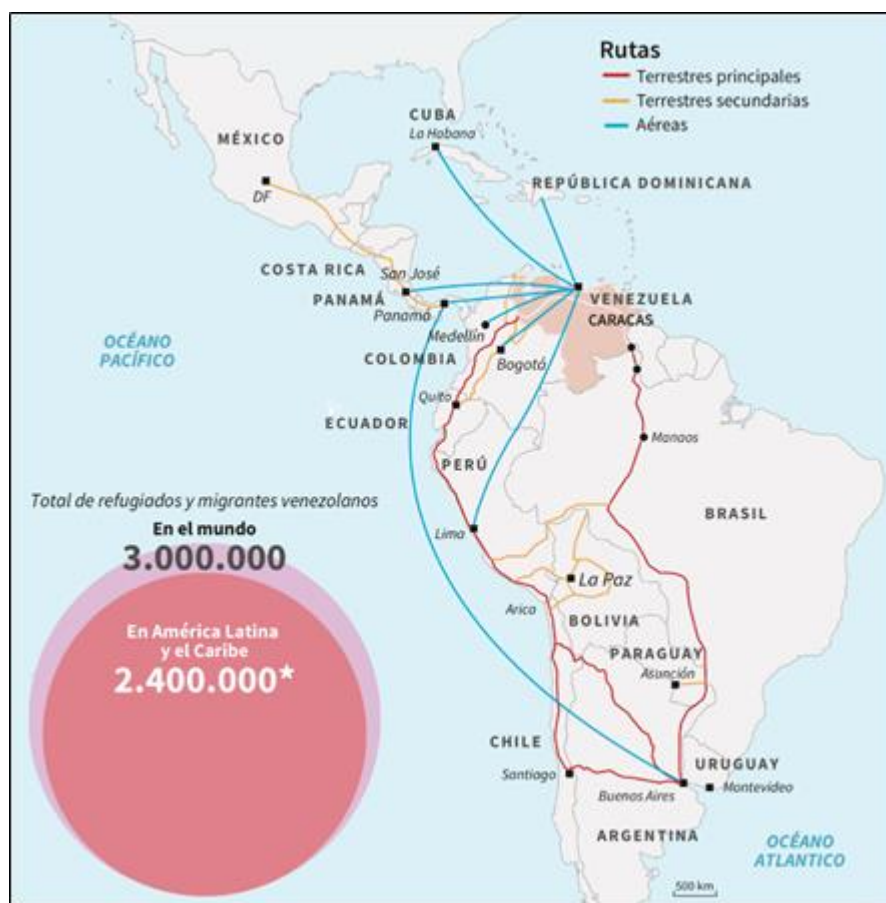 Rutas
Terrestres principales
Terrestres secundarias
Aéreas
CUBA
La Habana
MÉXICO
DF
REPÚBLICA DOMINICANA
COSTA RICA
San José
PANAMÁ
Panamá
VENEZUELA
CARACAS
Medellín
COLOMBIA
Bogotá
OCÉANO
PACÍFICO
Quito
ECUADOR
Manaos
PERÚ
BRASIL
Total de refugiados y migrantes venezolanos
En el mundo
3.000.000
Lima
La Paz
Arica
BOLIVIA
En América Latina
y el Caribe
2.400.000*
PARAGUAY
Asunción
CHILE
URUGUAY
Santiago
Buenos Aires
Montevideo
ARGENTINA
OCÉANO
ATLANTICO
500 km